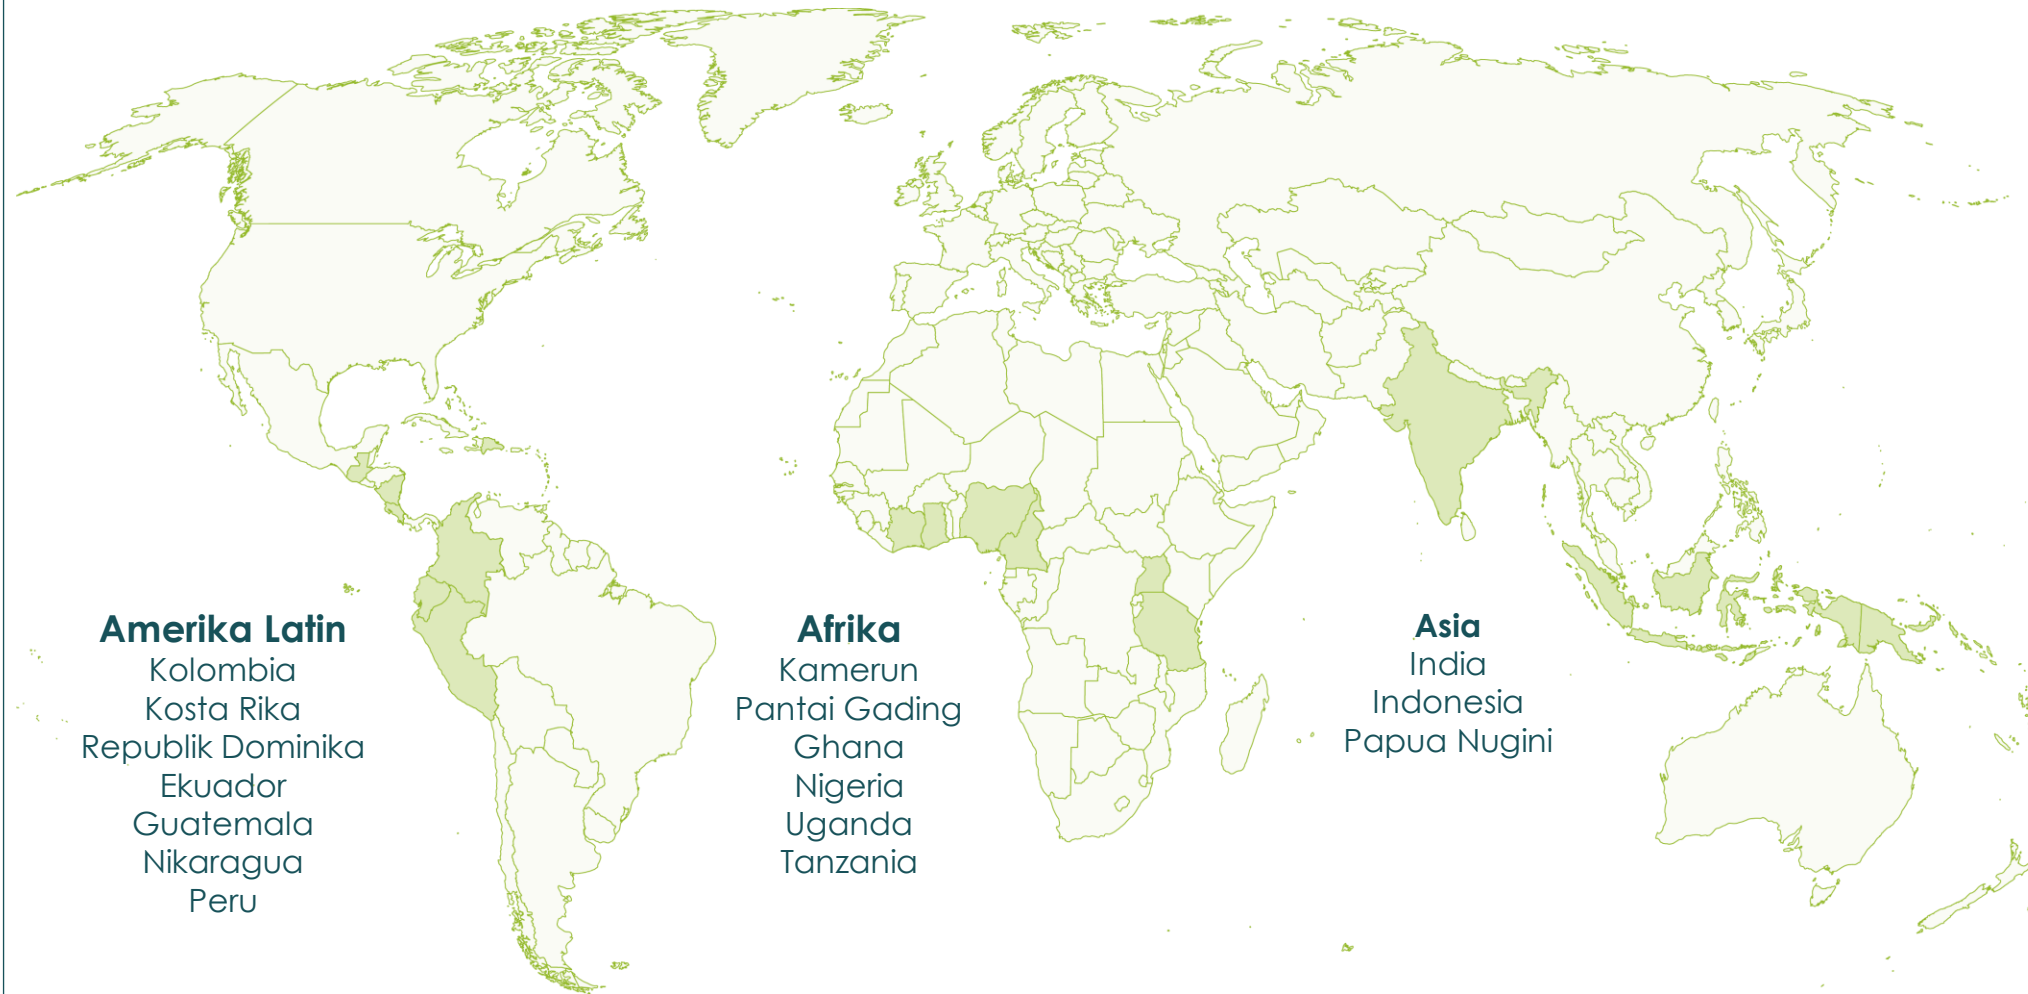 Amerika Latin
Kolombia
Kosta Rika
Republik Dominika
Ekuador
Guatemala
Nikaragua
Peru
Afrika
Kamerun
Pantai Gading
Ghana
Nigeria
Uganda
Tanzania
Asia
India
Indonesia
Papua Nugini